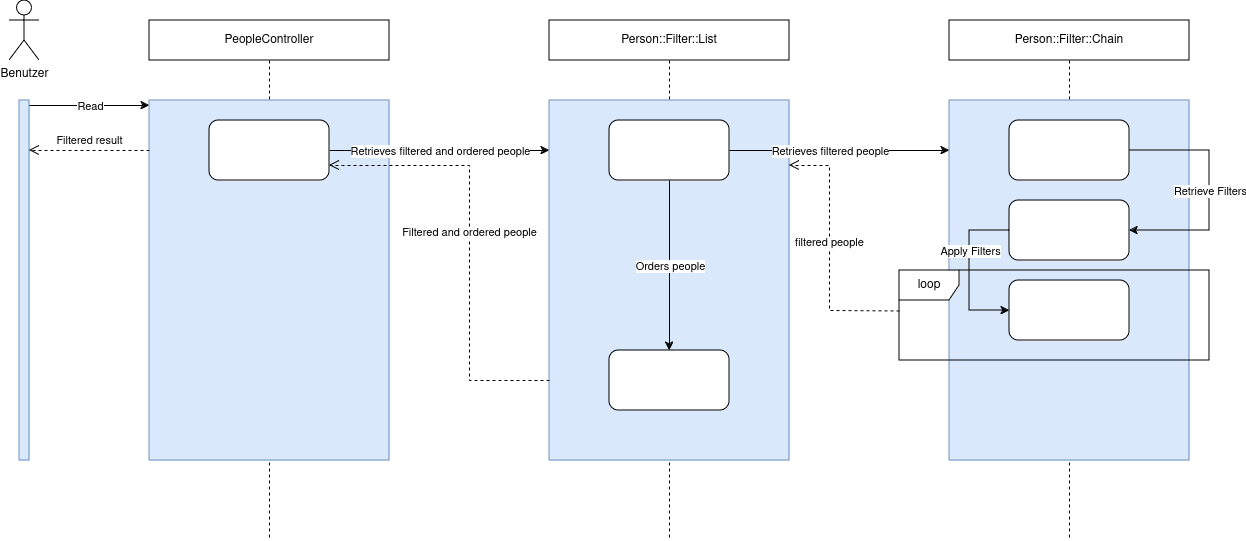 Benutzer
PeopleController
Person::Filter::List
Person::Filter::Chain
Read
Filtered result
Retrieves filtered and ordered people
Retrieves filtered people
Retrieve Filters
Filtered and ordered people
filtered people
Apply Filters
Orders people
loop